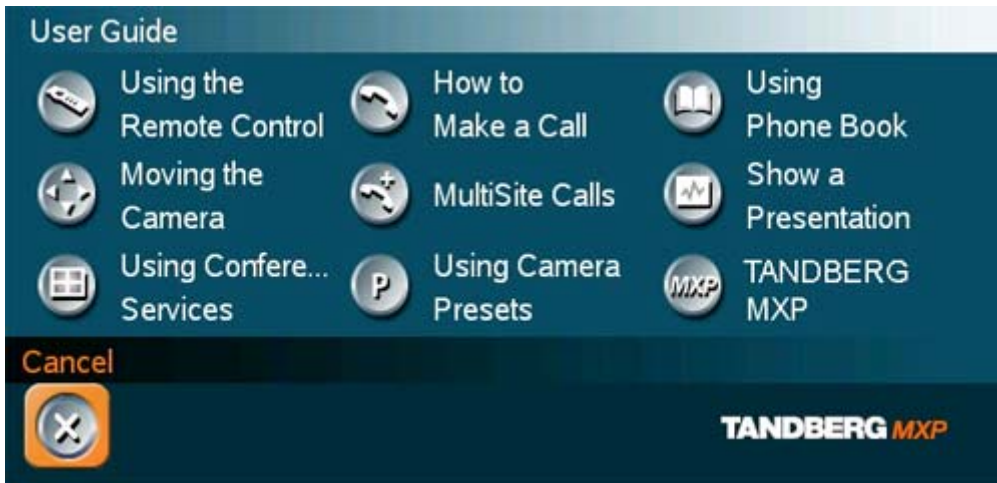 User Guide
Using the
Remote Control
How to
Make a Call
Using
Phone Book
Moving the
Camera
MultiSite Calls
Show a
Presentation
Using Confere...
Services
P
Using Camera
Presets
MXP
TANDBERG
MXP
Cancel
TANDBERG MXP